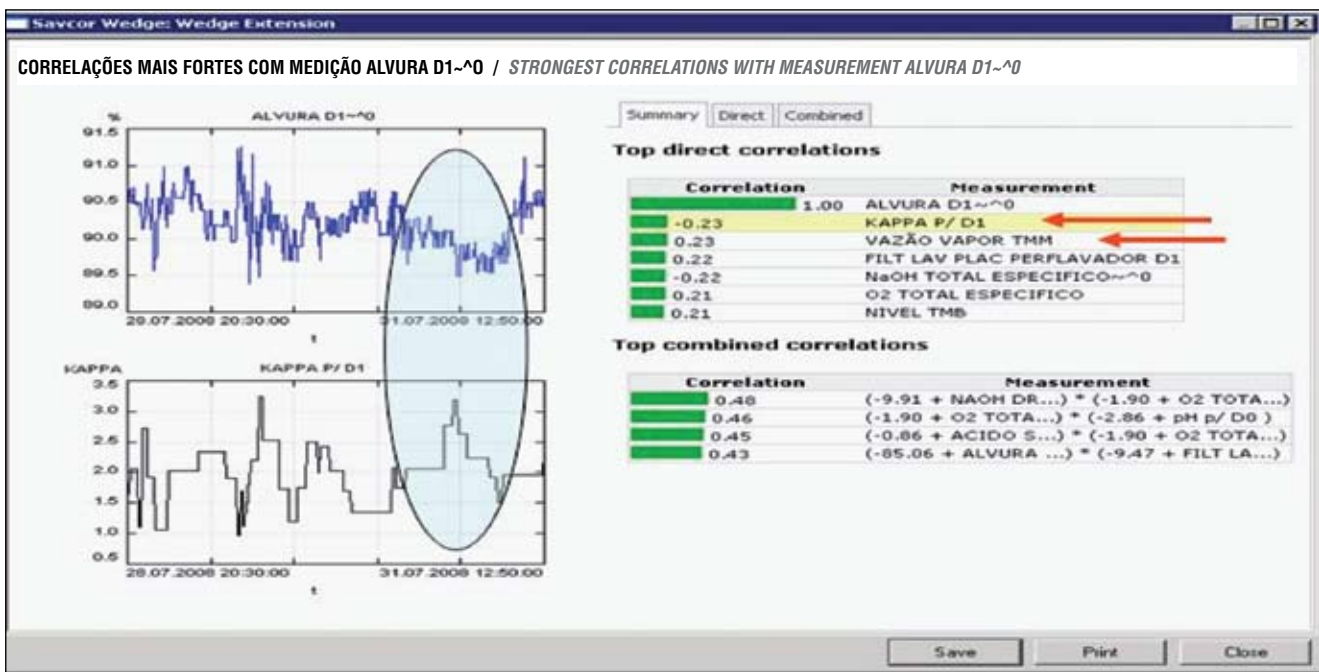 Savcor Wedge: Wedge Extension
CORRELAÇÕES MAIS FORTES COM MEDIÇÃO ALVURA D1~^0 / STRONGEST CORRELATIONS WITH MEASUREMENT ALVURA D1~^0
% ALVURA D1~^0
91.5
91.0
90.5
90.0
89.5
89.0
28.07.2008 20:30:00 31.07.2008 12:50:00
t
KAPPA KAPPA P/ D1
3.5
3.0
2.5
2.0
1.5
1.0
0.5
28.07.2008 20:30:00 31.07.2008 12:50:00
t
Summary Direct Combined
Top direct correlations
Correlation Measurement
1.00 ALVURA D1~^0
-0.23 KAPPA P/ D1
0.23 VAZÃO VAPOR TMM
0.22 FILT LAV PLAC PERFLAVADOR D1
-0.22 NaOH TOTAL ESPECIFICO~^0
0.21 O2 TOTAL ESPECIFICO
0.21 NIVEL TMB
Top combined correlations
Correlation Measurement
0.48 (-9.91 + NAOH DR...) * (-1.90 + O2 TOTA...)
0.46 (-1.90 + O2 TOTA...) * (-2.86 + pH p/ D0 )
0.45 (-0.86 + ACIDO S...) * (-1.90 + O2 TOTA...)
0.43 (-85.06 + ALVURA ...) * (-9.47 + FILT LA...)
Save Print Close